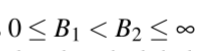 0 ≤ B₁ < B₂ ≤ ∞